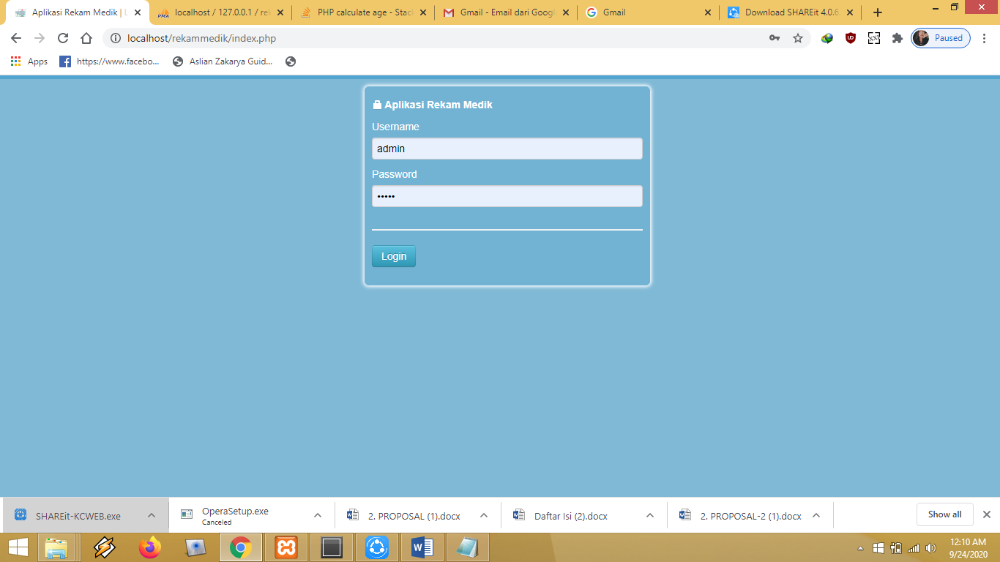 Aplikasi Rekam Medik | L
localhost / 127.0.0.1 / rek
PHP calculate age - Stack
Gmail - Email dari Google
Gmail
Download SHAREit 4.0.6.
localhost/rekammedik/index.php
Paused
Apps
https://www.facebo...
Aslian Zakarya Guid...
Aplikasi Rekam Medik
Username
admin
Password
•••••
Login
SHAREit-KCWEB.exe
OperaSetup.exe
Canceled
2. PROPOSAL (1).docx
Daftar Isi (2).docx
2. PROPOSAL-2 (1).docx
Show all
12:10 AM
9/24/2020